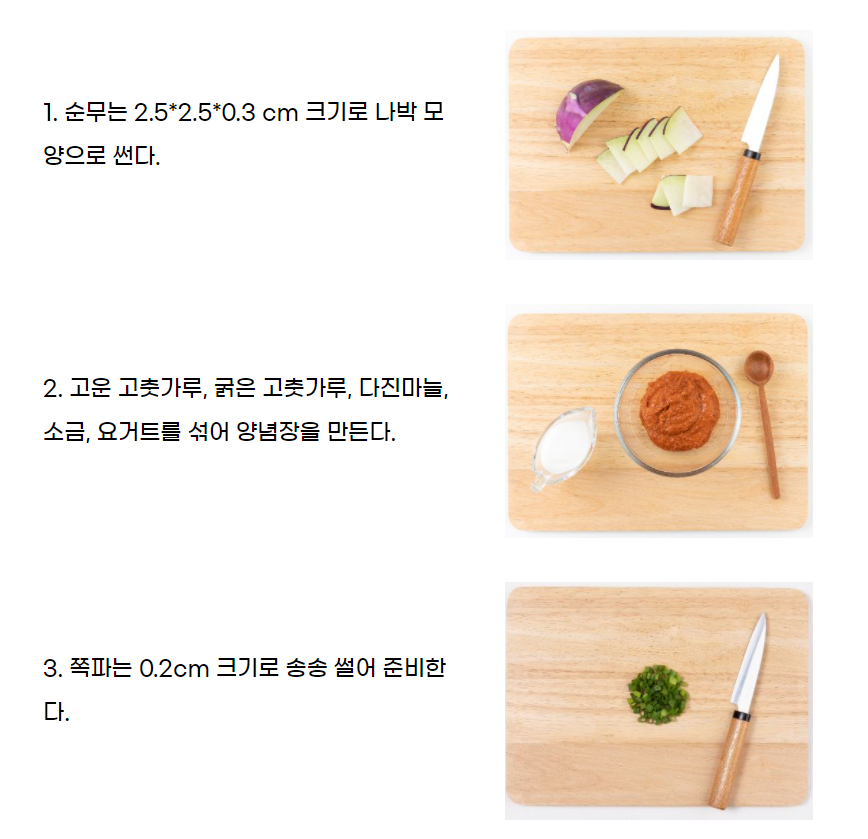 1. 순무는 2.5*2.5*0.3 cm 크기로 나박 모
양으로 썬다.
2. 고운 고춧가루, 굵은 고춧가루, 다진마늘,
소금, 요거트를 섞어 양념장을 만든다.
3. 쪽파는 0.2cm 크기로 송송 썰어 준비한
다.